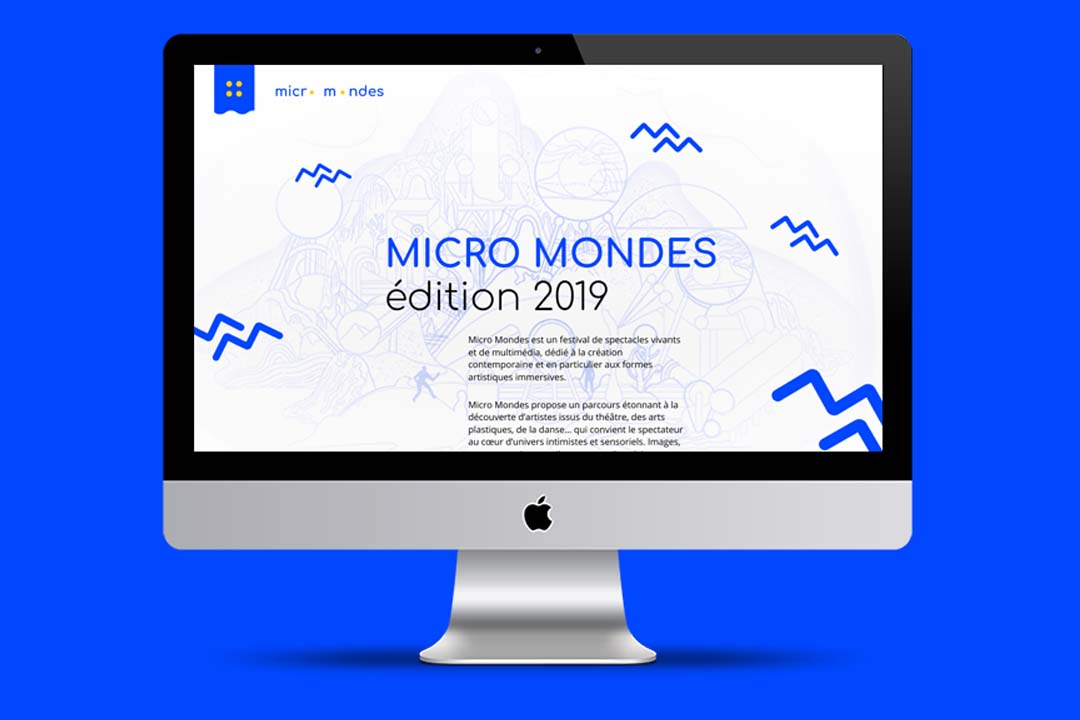 micr★ m★ndes
MICRO MONDES
édition 2019
Micro Mondes est un festival de spectacles vivants
et de multimédia, dédié à la création
contemporaine et en particulier aux formes
artistiques immersives.
Micro Mondes propose un parcours étonnant à la
découverte d’artistes issus du théâtre, des arts
plastiques, de la danse... qui convient le spectateur
au cœur d’univers intimistes et sensoriels. Images,